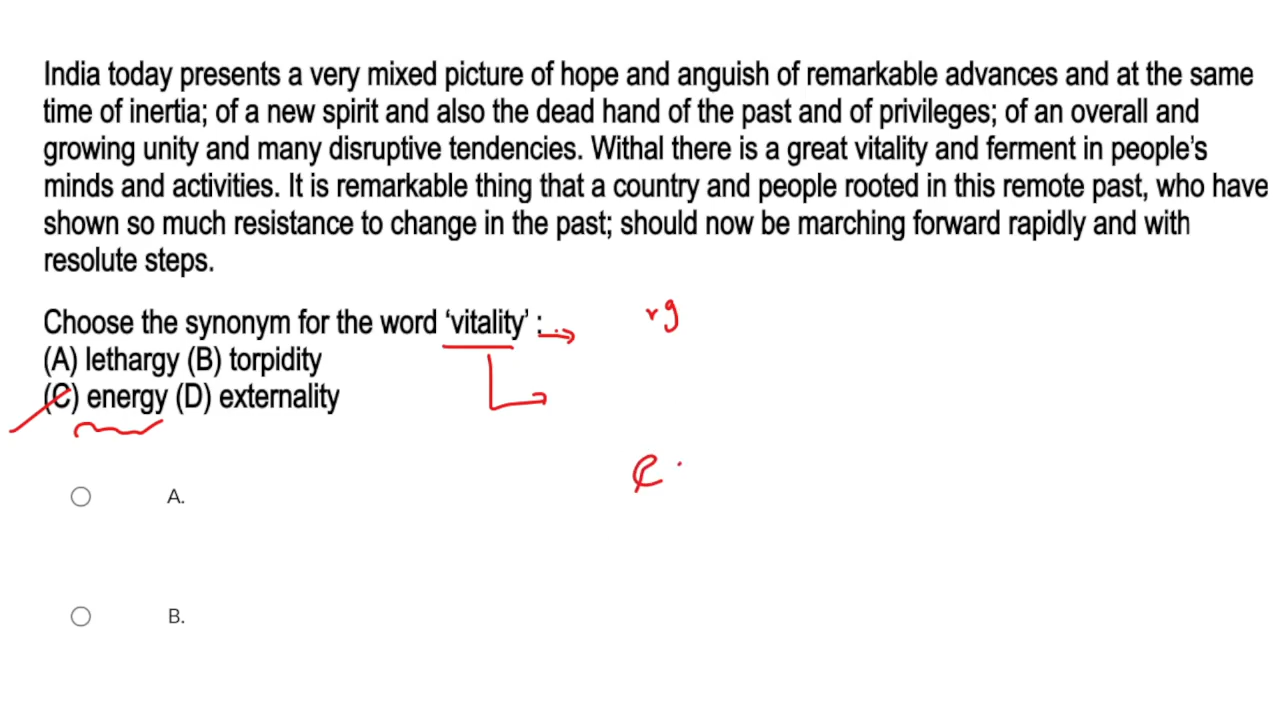 India today presents a very mixed picture of hope and anguish of remarkable advances and at the same
time of inertia; of a new spirit and also the dead hand of the past and of privileges; of an overall and
growing unity and many disruptive tendencies. Withal there is a great vitality and ferment in people's
minds and activities. It is remarkable thing that a country and people rooted in this remote past, who have
shown so much resistance to change in the past; should now be marching forward rapidly and with
resolute steps.
Choose the synonym for the word ‘vitality’ :
(A) lethargy (B) torpidity
(C) energy (D) externality
A.
B.